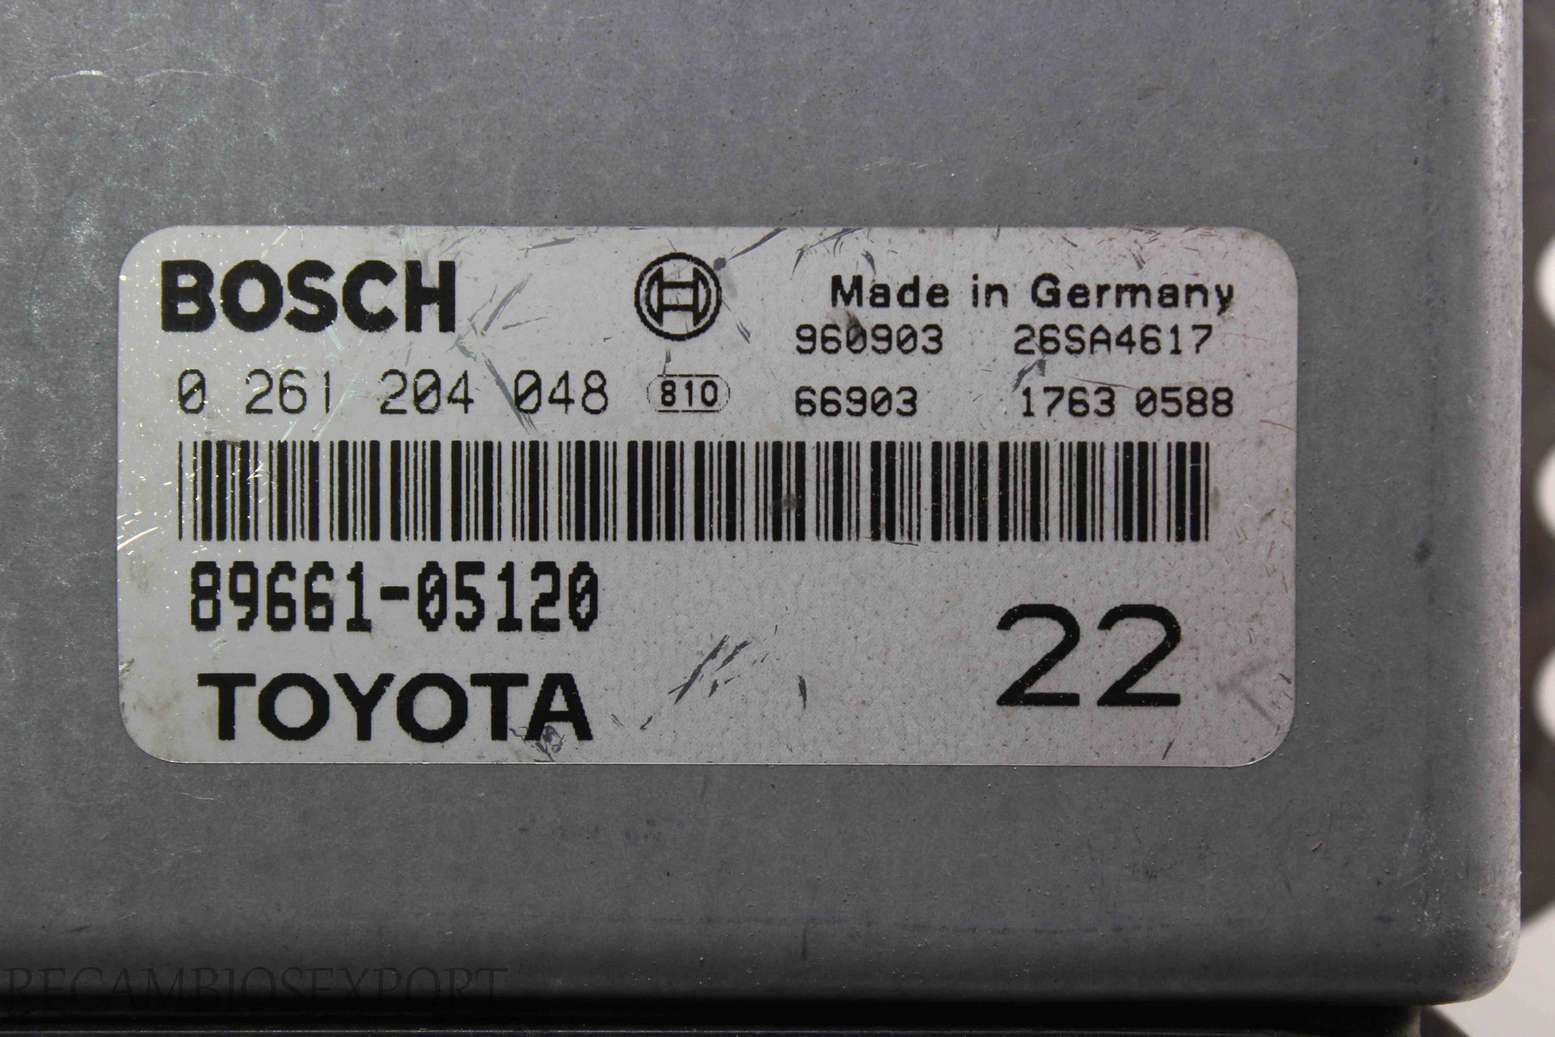 BOSCH
Made in Germany
960903 26SA4617
0 261 204 048 810 66903 1763 0588
89661-05120
22
TOYOTA
RECAMBIOSEXPORT